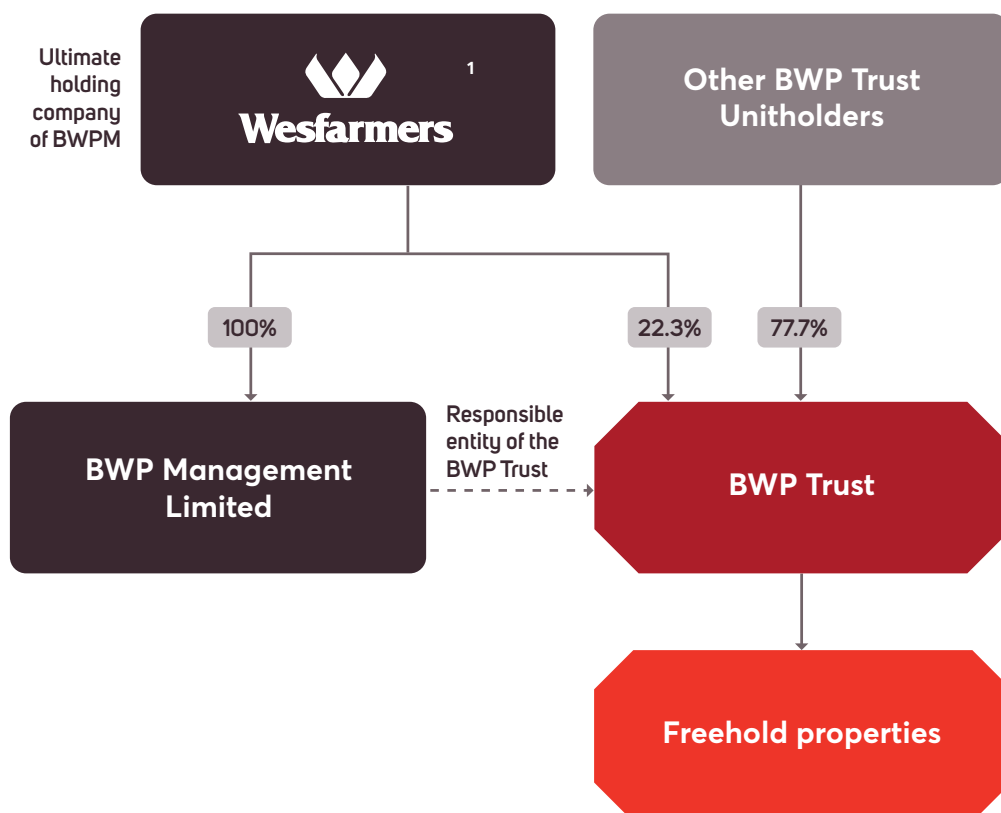 Ultimate
holding
company
of BWPM
Wesfarmers
1
Other BWP Trust
Unitholders
100%
22.3%
77.7%
BWP Management
Limited
Responsible
entity of the
BWP Trust
BWP Trust
Freehold properties